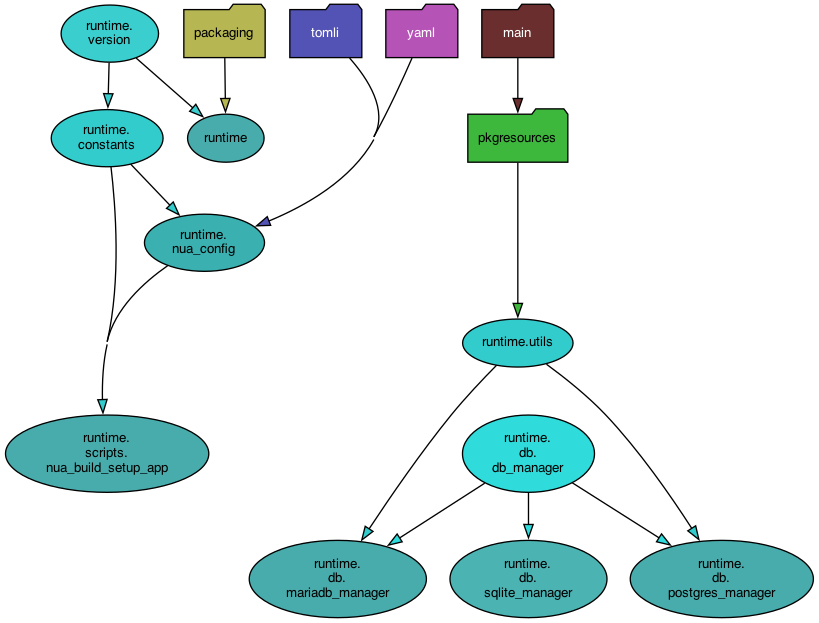 runtime.
version
packaging
tomli
yaml
main
runtime.
constants
runtime
pkgresources
runtime.
nua_config
runtime.utils
runtime.
scripts.
nua_build_setup_app
runtime.
db.
db_manager
runtime.
db.
mariadb_manager
runtime.
db.
sqlite_manager
runtime.
db.
postgres_manager